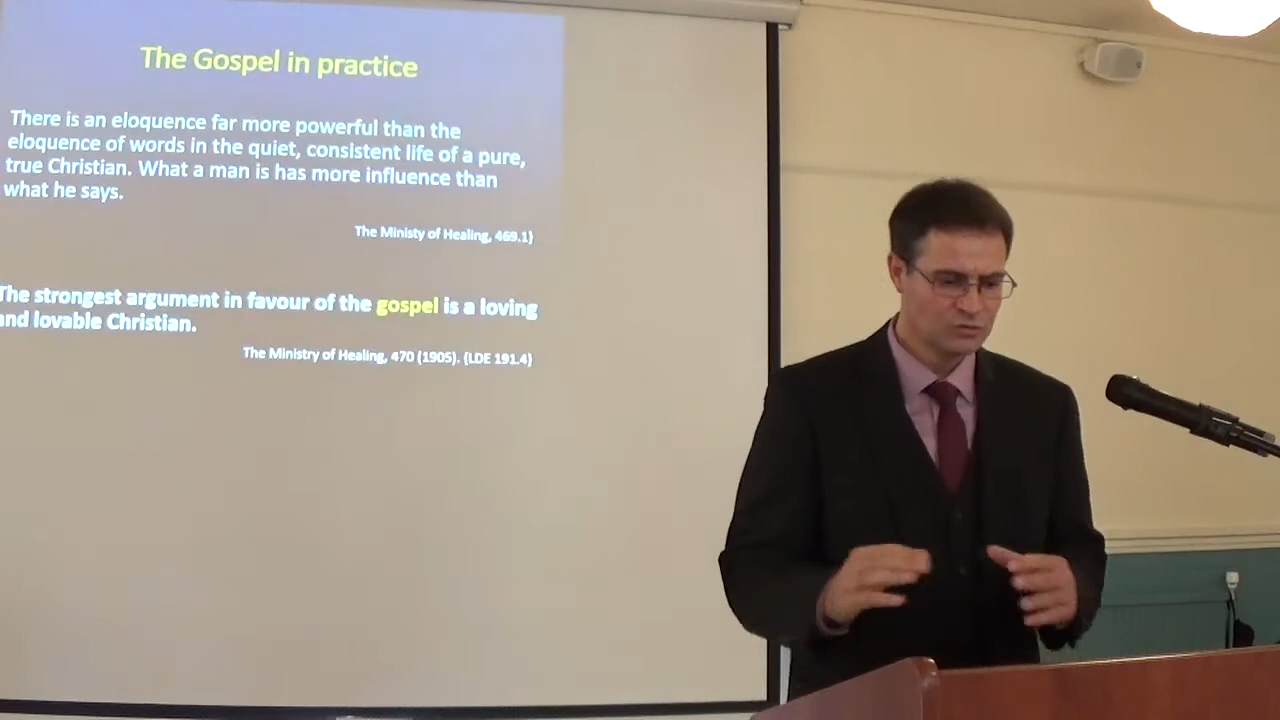 The Gospel in practice
There is an eloquence far more powerful than the
eloquence of words in the quiet, consistent life of a pure,
true Christian. What a man is has more influence than
what he says.
The Ministy of Healing, 469.1}
The strongest argument in favour of the gospel is a loving
and lovable Christian.
The Ministry of Healing, 470 (1905). {LDE 191.4}